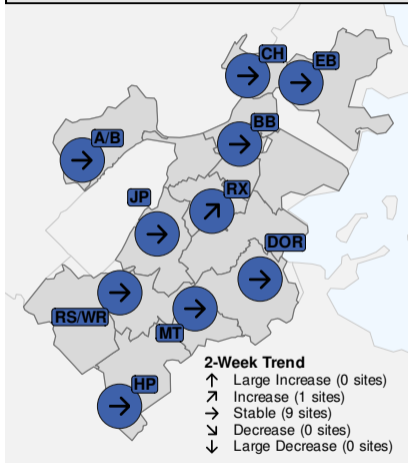 CH
EB
BB
A/B
RX
JP
DOR
RS/WR
MT
HP
2-Week Trend
↑ Large Increase (0 sites)
↗ Increase (1 sites)
→ Stable (9 sites)
↘ Decrease (0 sites)
↓ Large Decrease (0 sites)